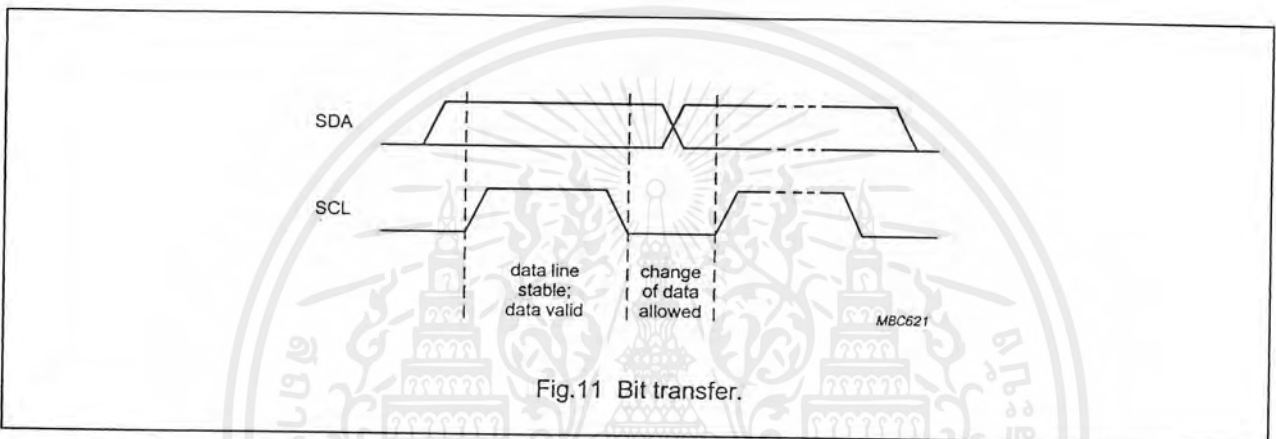 SDA
SCL
data line
stable;
data valid
change
of data
allowed
MBC621
Fig.11 Bit transfer.